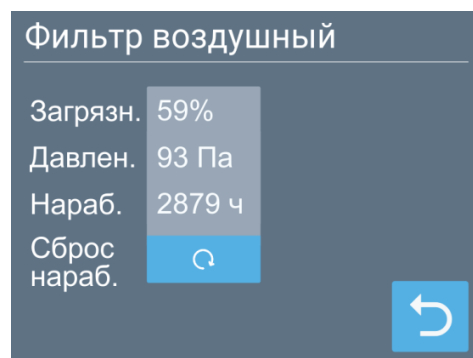 Фильтр воздушный
Загрязн. 59%
Давлен. 93 Па
Нараб. 2879 ч
Сброс
нараб.